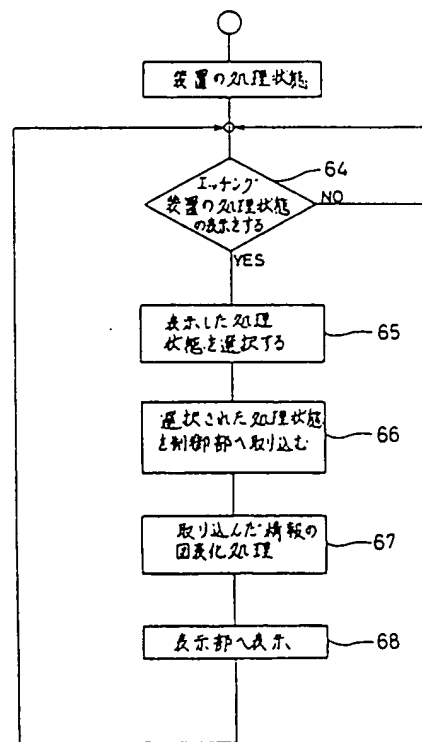 装置の処理状態
エッチング
装置の処理状態
の表示をする
64
NO
YES
表示した処理
状態を選択する
65
選択された処理状態
を制御部へ取り込む
66
取り込んだ情報の
図表化処理
67
表示部へ表示
68